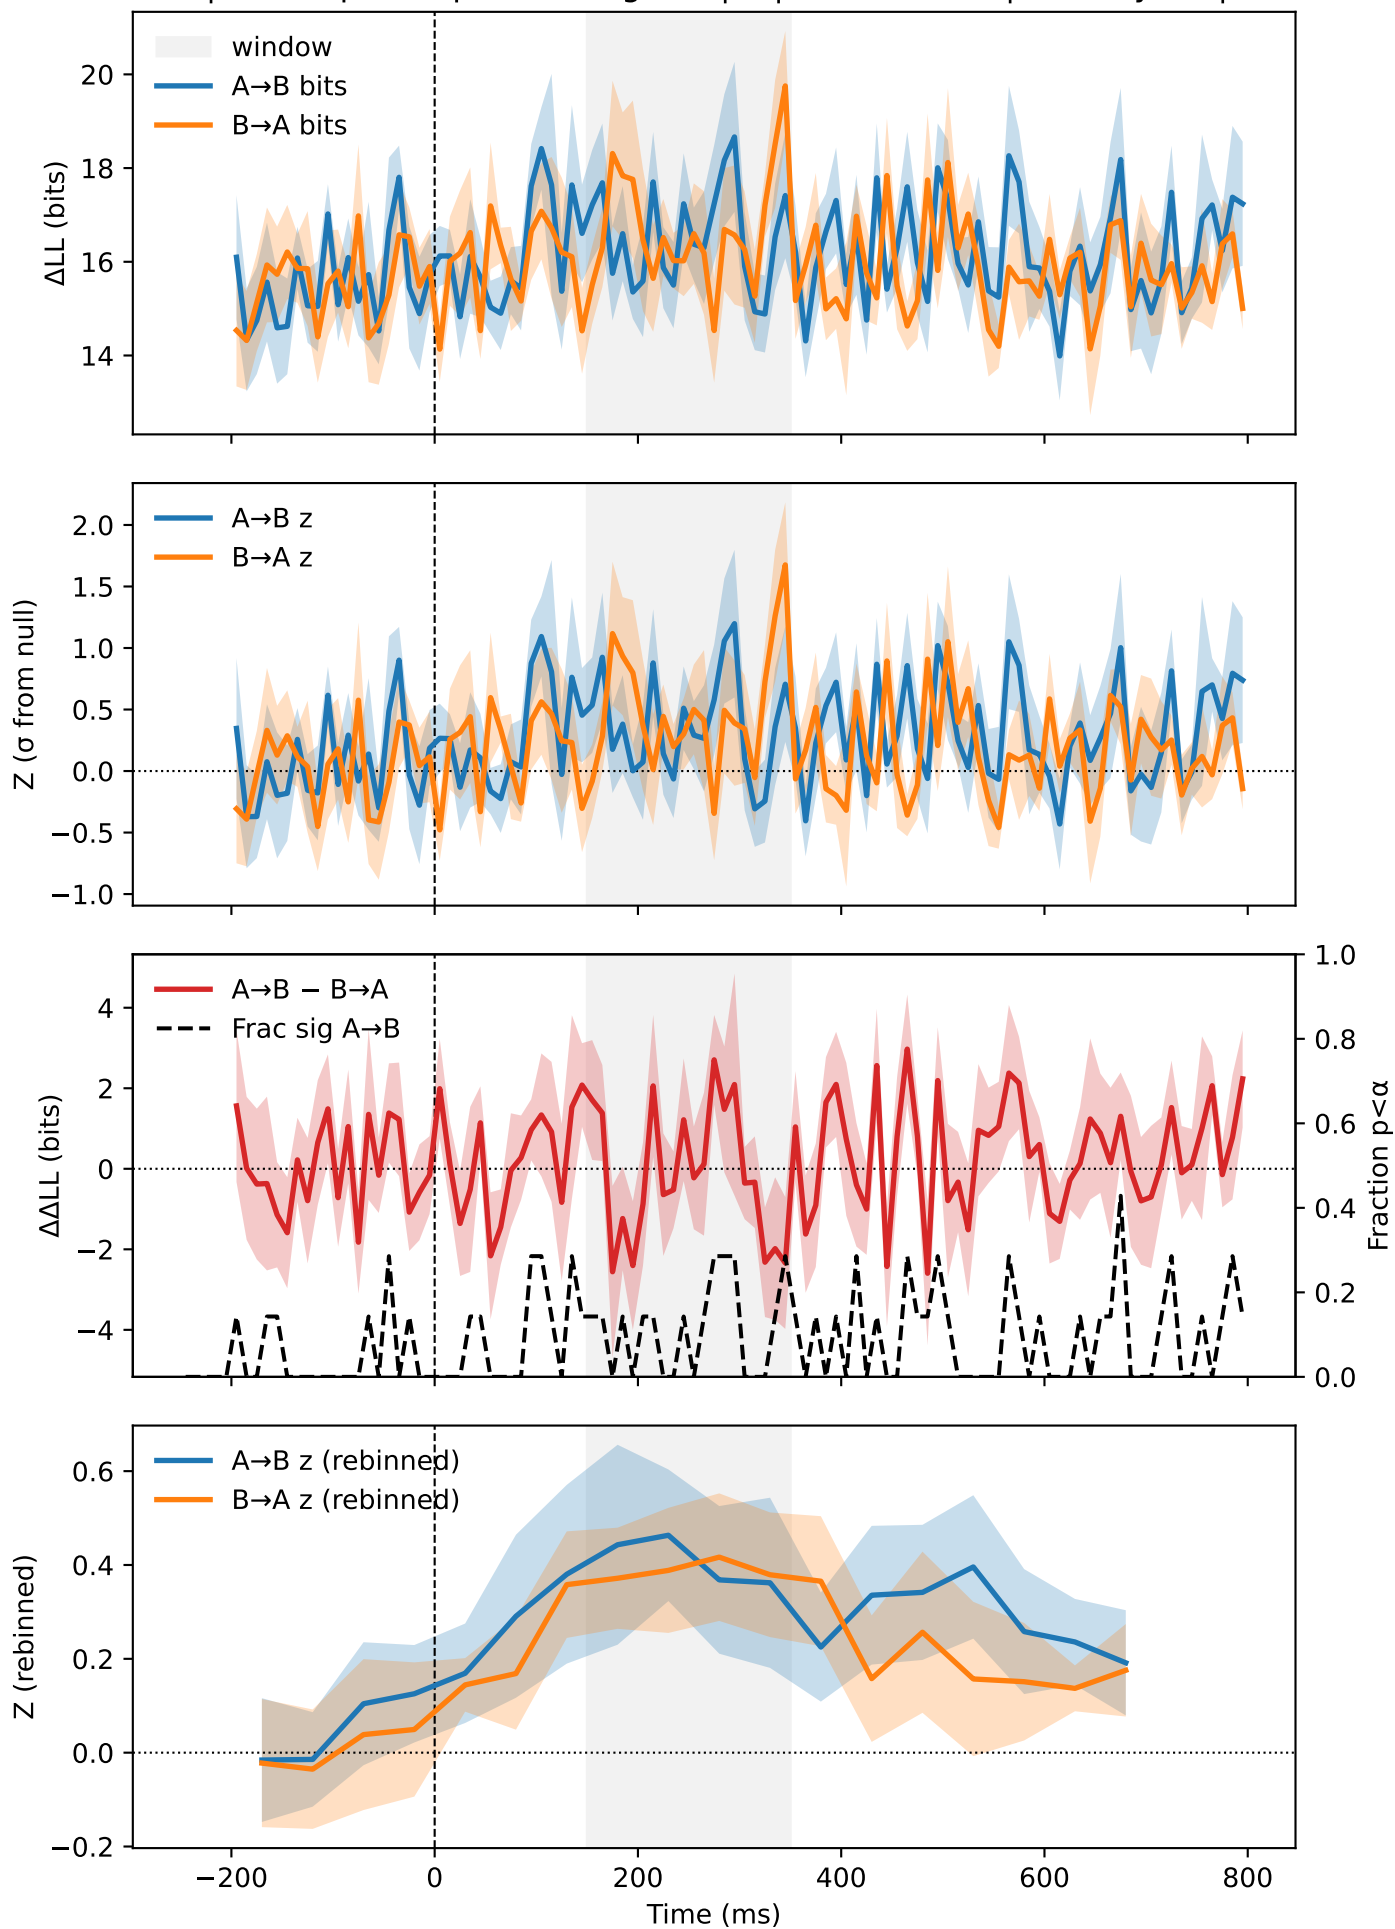 window
A→B bits
B→A bits
ΔLL (bits)
20
18
16
14
A→B z
B→A z
Z (σ from null)
2.0
1.5
1.0
0.5
0.0
−0.5
−1.0
A→B − B→A
Frac sig A→B
ΔΔLL (bits)
4
2
0
−2
−4
1.0
0.8
0.6
0.4
0.2
0.0
Fraction p<α
A→B z (rebinned)
B→A z (rebinned)
Z (rebinned)
0.6
0.4
0.2
0.0
−0.2
−200
0
200
400
600
800
Time (ms)